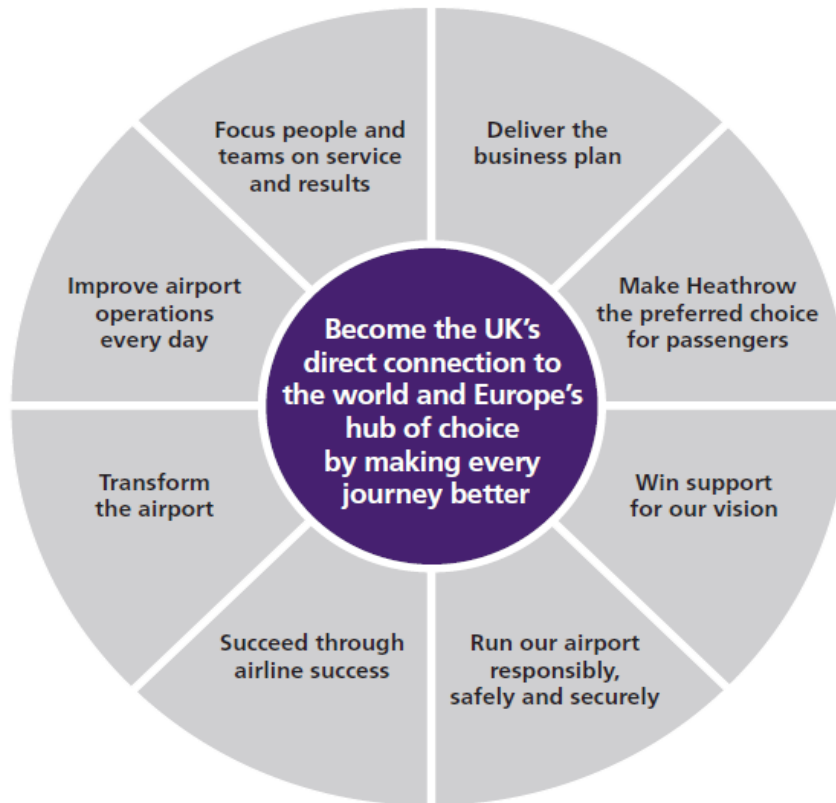 Focus people and
teams on service
and results
Deliver the
business plan
Improve airport
operations
every day
Make Heathrow
the preferred choice
for passengers
Become the UK’s
direct connection to
the world and Europe’s
hub of choice
by making every
journey better
Transform
the airport
Win support
for our vision
Succeed through
airline success
Run our airport
responsibly,
safely and securely